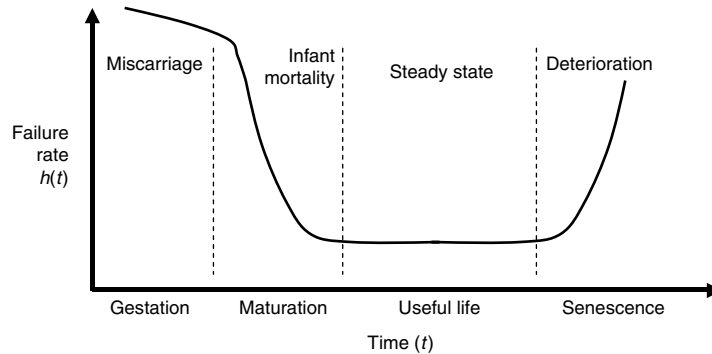 Miscarriage
Infant
mortality
Steady state
Deterioration
Failure
rate
h(t)
Gestation
Maturation
Useful life
Senescence
Time (t)